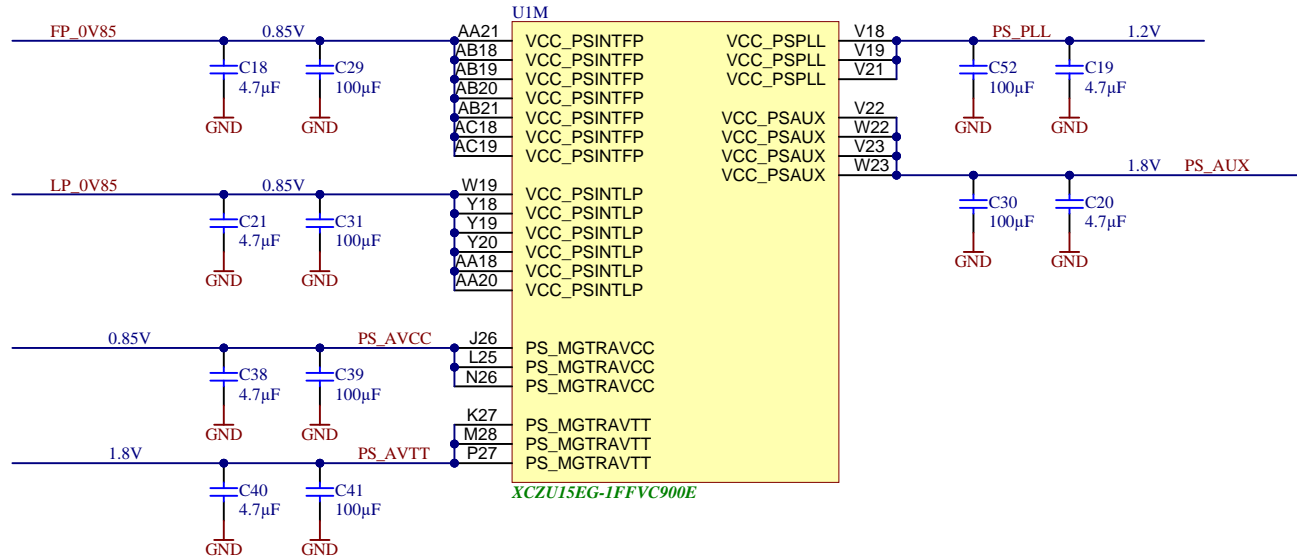 U1M
FP_0V85 0.85V AA21 VCC_PSINTFP VCC_PSPLL V18 PS_PLL 1.2V
AB18 VCC_PSINTFP VCC_PSPLL V19
C18 C29 AB19 VCC_PSINTFP VCC_PSPLL V21 C52 C19
4.7µF 100µF AB20 VCC_PSINTFP 100µF 4.7µF
AB21 VCC_PSINTFP VCC_PSAUX V22
GND GND AC18 VCC_PSINTFP VCC_PSAUX W22 GND GND
AC19 VCC_PSINTFP VCC_PSAUX V23
VCC_PSAUX W23 1.8V PS_AUX
LP_0V85 0.85V W19 VCC_PSINTLP
Y18 VCC_PSINTLP C30 C20
C21 C31 Y19 VCC_PSINTLP 100µF 4.7µF
4.7µF 100µF Y20 VCC_PSINTLP
AA18 VCC_PSINTLP GND GND
GND GND AA20 VCC_PSINTLP
0.85V PS_AVCC J26 PS_MGTRAVCC
L25 PS_MGTRAVCC
C38 C39 N26 PS_MGTRAVCC
4.7µF 100µF
K27 PS_MGTRAVTT
GND GND M28 PS_MGTRAVTT
1.8V PS_AVTT P27 PS_MGTRAVTT
C40 C41 XCZU15EG-1FFVC900E
4.7µF 100µF
GND GND